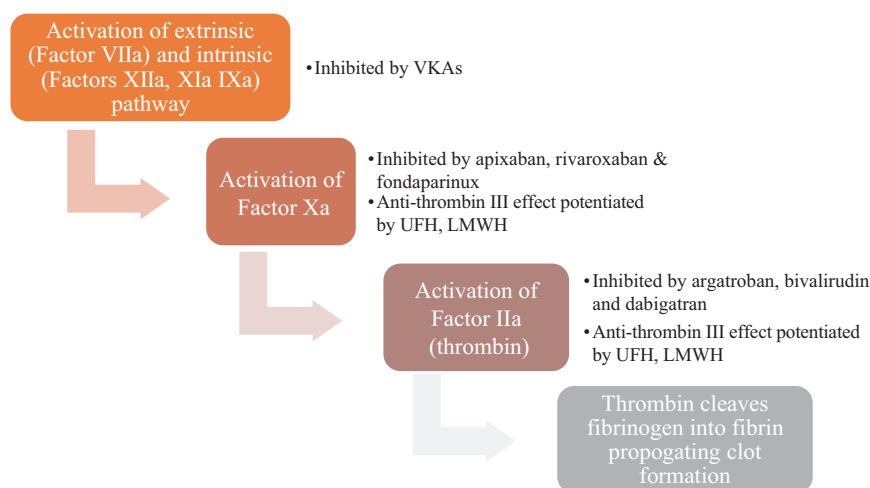 Activation of extrinsic
(Factor VIIa) and intrinsic
(Factors XIIa, XIa IXa)
pathway
•Inhibited by VKAs
Activation of
Factor Xa
•Inhibited by apixaban, rivaroxaban &
fondaparinux
•Anti-thrombin III effect potentiated
by UFH, LMWH
Activation of
Factor IIa
(thrombin)
•Inhibited by argatroban, bivalirudin
and dabigatran
•Anti-thrombin III effect potentiated
by UFH, LMWH
Thrombin cleaves
fibrinogen into fibrin
propogating clot
formation